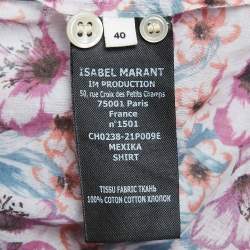 40
ISABEL MARANT
IM PRODUCTION
50, rue Croix des Petits Champs
75001 Paris
France
n°1501
CH0238-21P009E
MEXIKA
SHIRT
TISSU FABRIC ТКАНЬ
100% COTON COTTON ХЛОПОК